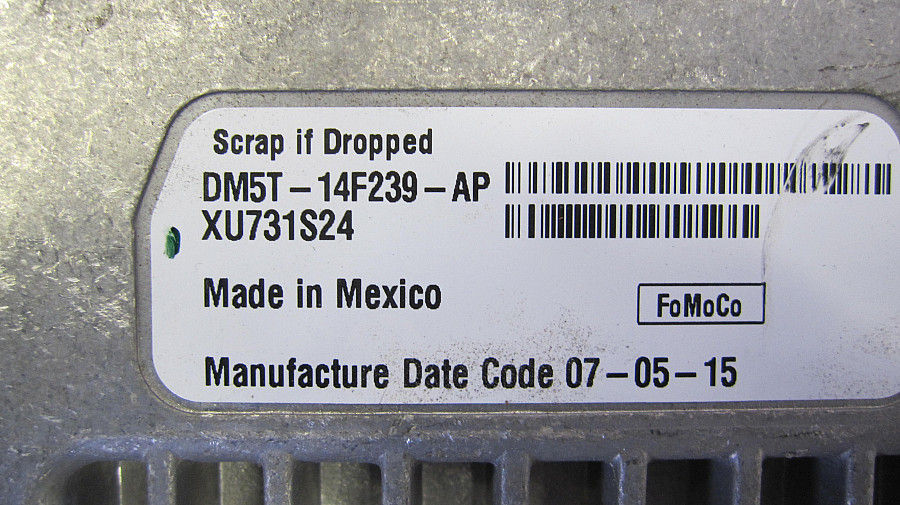 Scrap if Dropped
DM5T-14F239-AP
XU731S24
Made in Mexico
FoMoCo
Manufacture Date Code 07-05-15